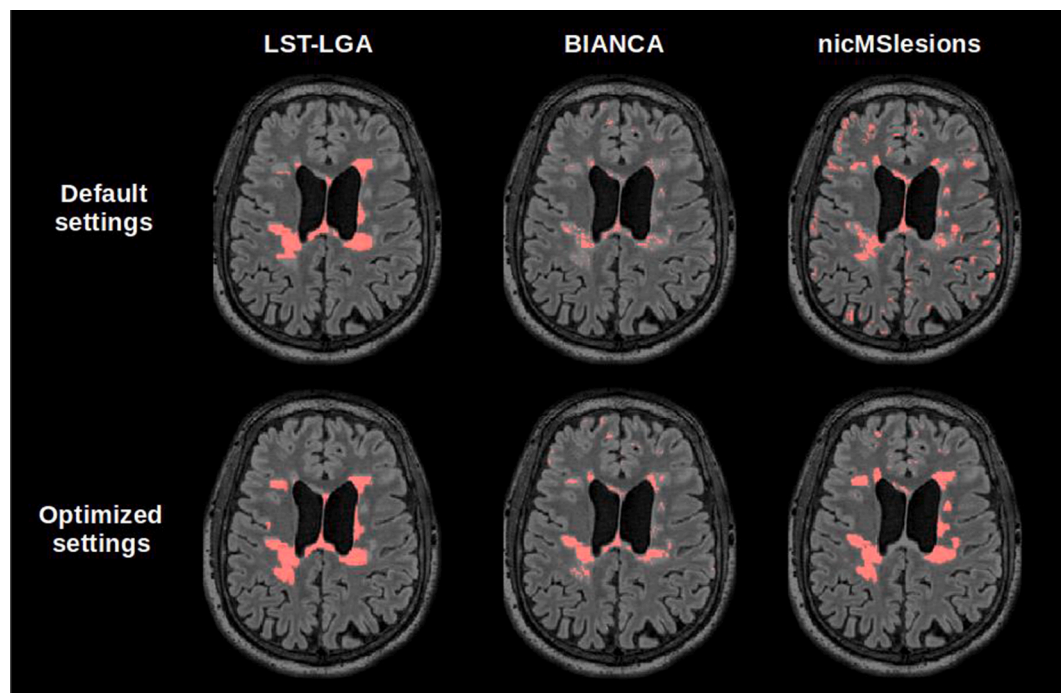 LST-LGA BIANCA nicMSlesions
Default
settings
Optimized
settings